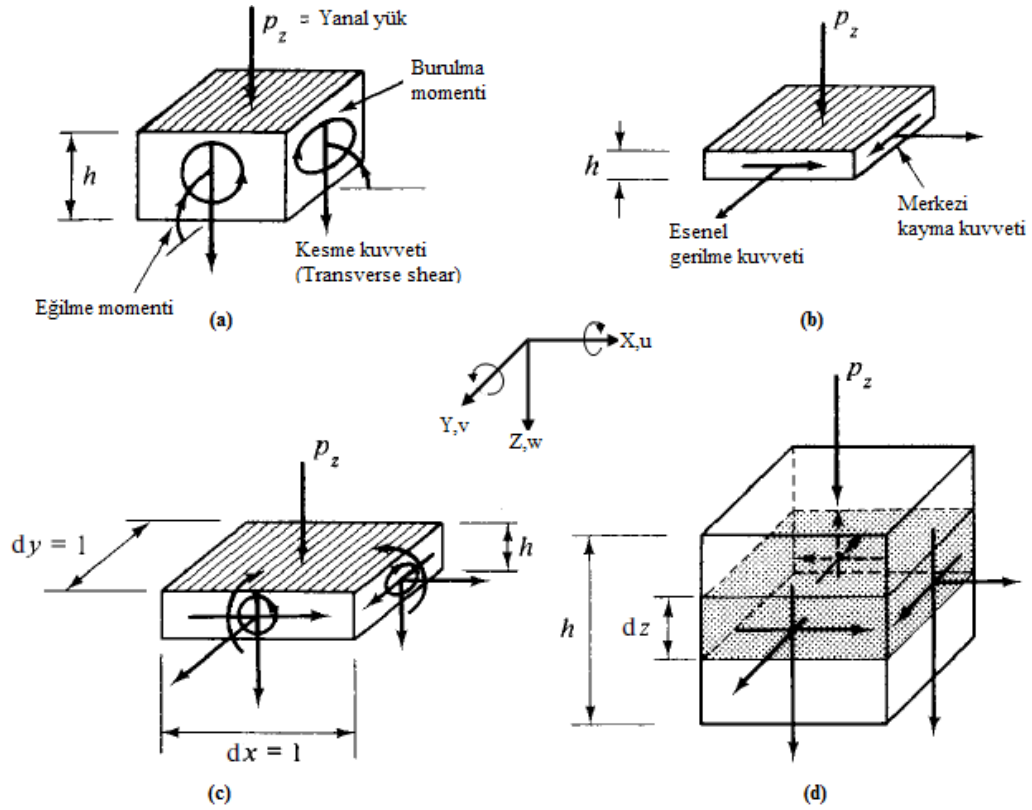 p_z = Yanal yük
Burulma
momenti
h
Kesme kuvveti
(Transverse shear)
Eğilme momenti
(a)
p_z
h
Esenel
gerilme kuvveti
Merkezi
kayma kuvveti
(b)
X,u
Y,v
Z,w
p_z
dy = 1
h
dx = 1
(c)
p_z
h
dz
(d)